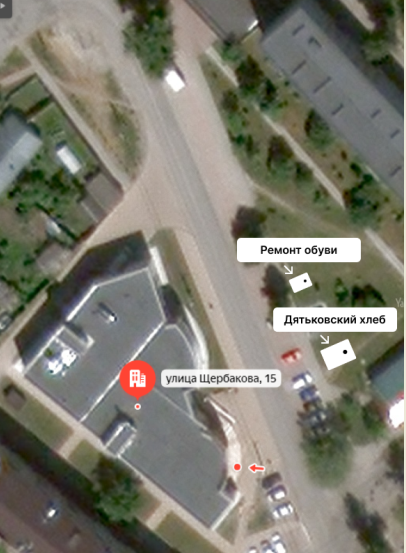 Ремонт обуви
Дятьковский хлеб
улица Щербакова, 15